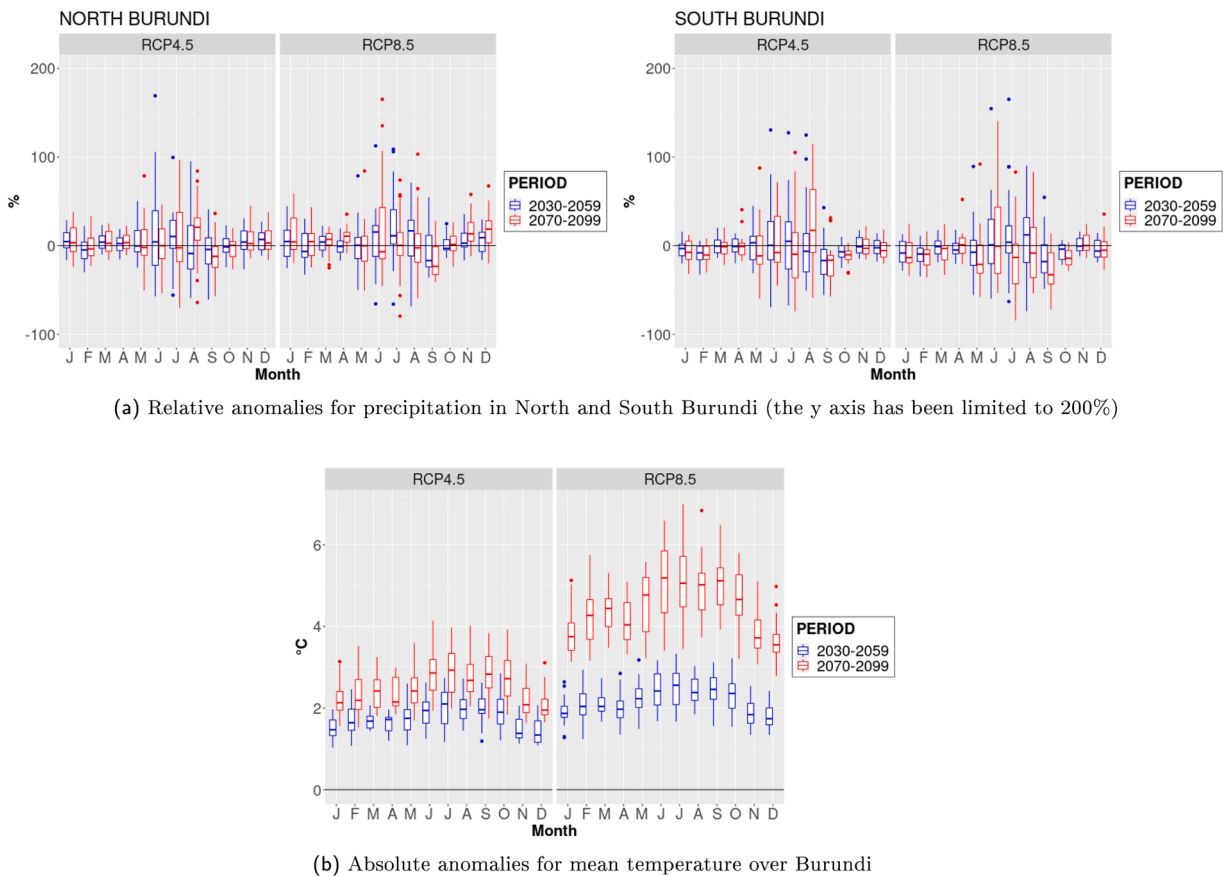 NORTH BURUNDI
RCP4.5 RCP8.5
200
100
0
-100
%
J F M A M J J A S O N D J F M A M J J A S O N D
Month
PERIOD
2030-2059
2070-2099
SOUTH BURUNDI
RCP4.5 RCP8.5
200
100
0
-100
%
J F M A M J J A S O N D J F M A M J J A S O N D
Month
PERIOD
2030-2059
2070-2099
(a) Relative anomalies for precipitation in North and South Burundi (the y axis has been limited to 200%)
RCP4.5 RCP8.5
6
4
2
0
°C
J F M A M J J A S O N D J F M A M J J A S O N D
Month
PERIOD
2030-2059
2070-2099
(b) Absolute anomalies for mean temperature over Burundi